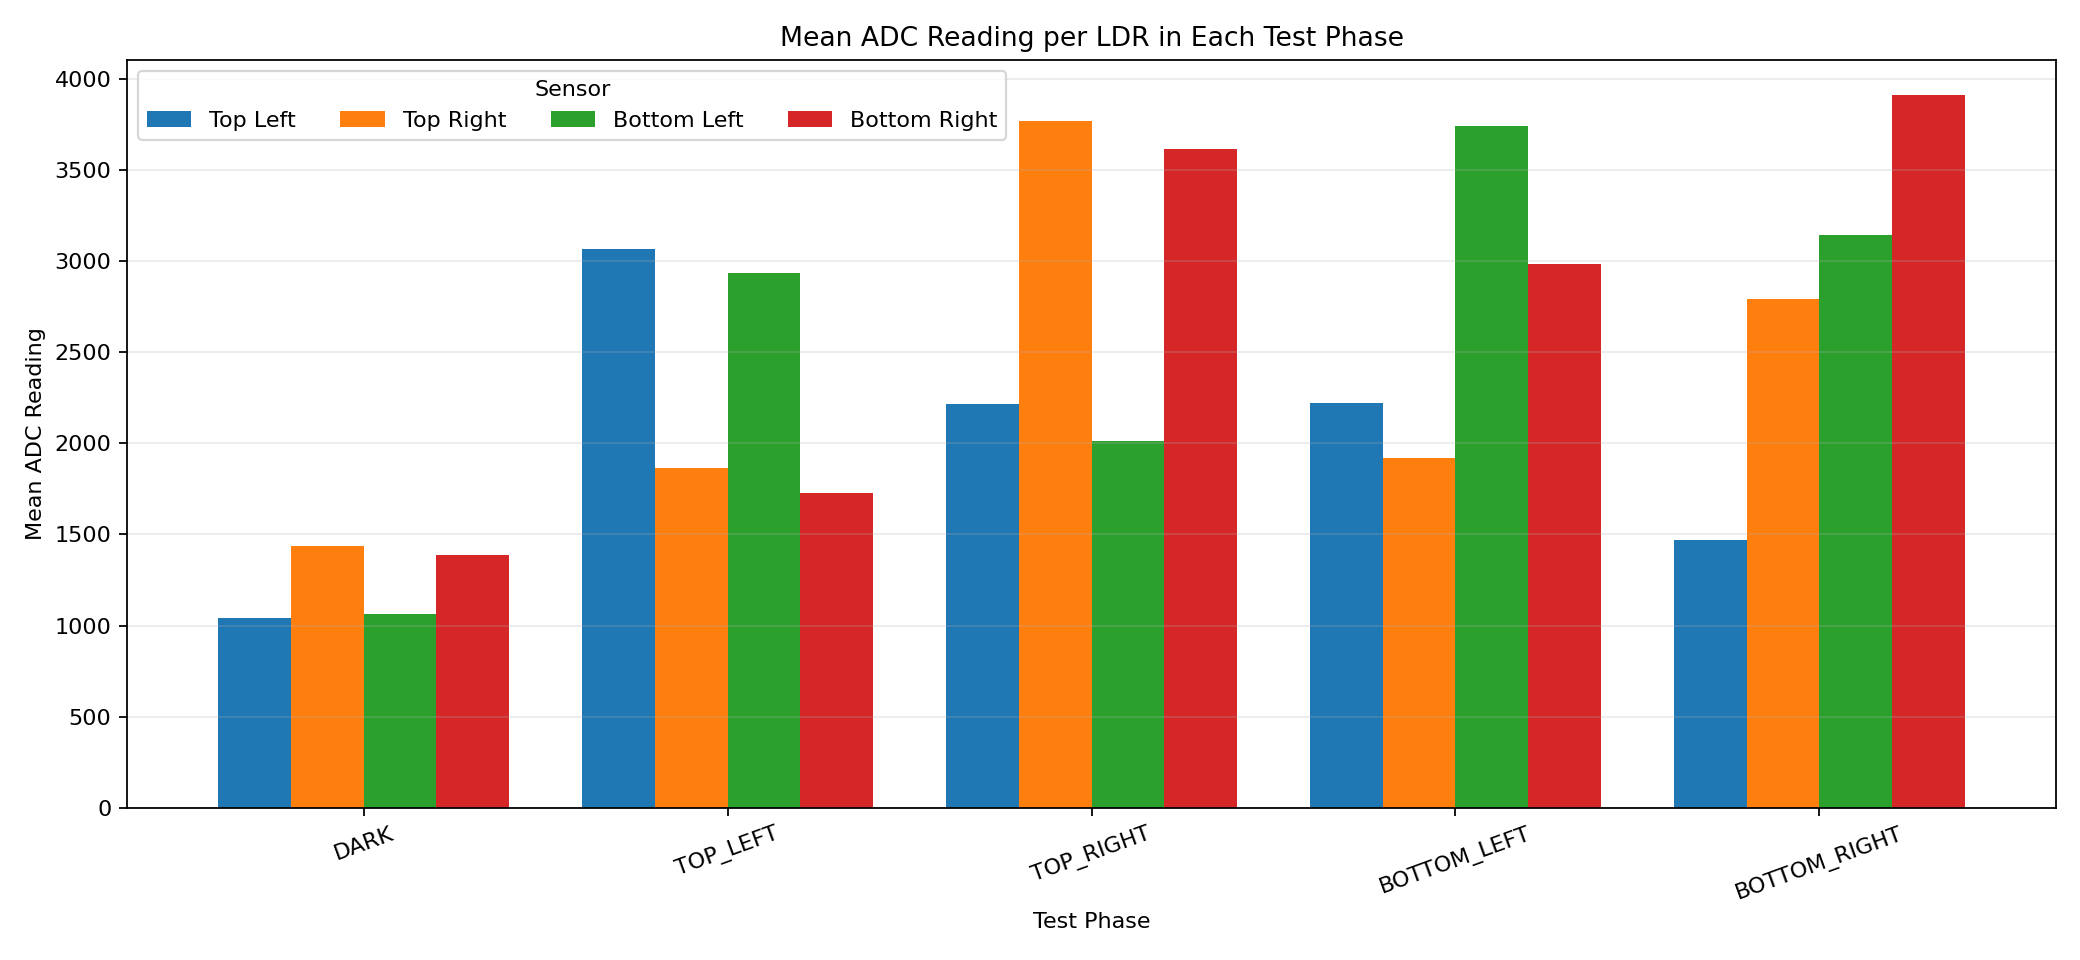 Mean ADC Reading per LDR in Each Test Phase
Sensor
Top Left Top Right Bottom Left Bottom Right
4000
3500
3000
2500
2000
1500
1000
500
0
Mean ADC Reading
DARK TOP_LEFT TOP_RIGHT BOTTOM_LEFT BOTTOM_RIGHT
Test Phase